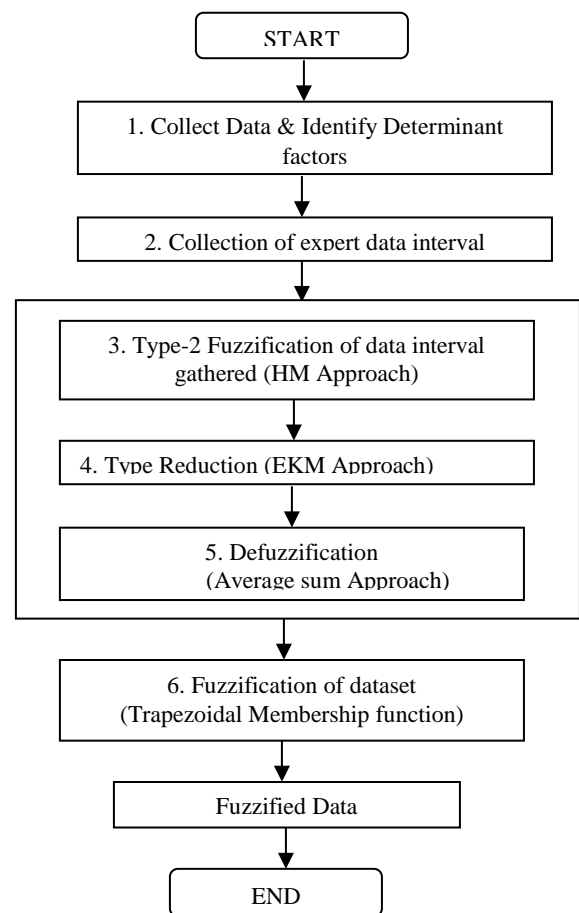 START
1. Collect Data & Identify Determinant
factors
2. Collection of expert data interval
3. Type-2 Fuzzification of data interval
gathered (HM Approach)
4. Type Reduction (EKM Approach)
5. Defuzzification
(Average sum Approach)
6. Fuzzification of dataset
(Trapezoidal Membership function)
Fuzzified Data
END